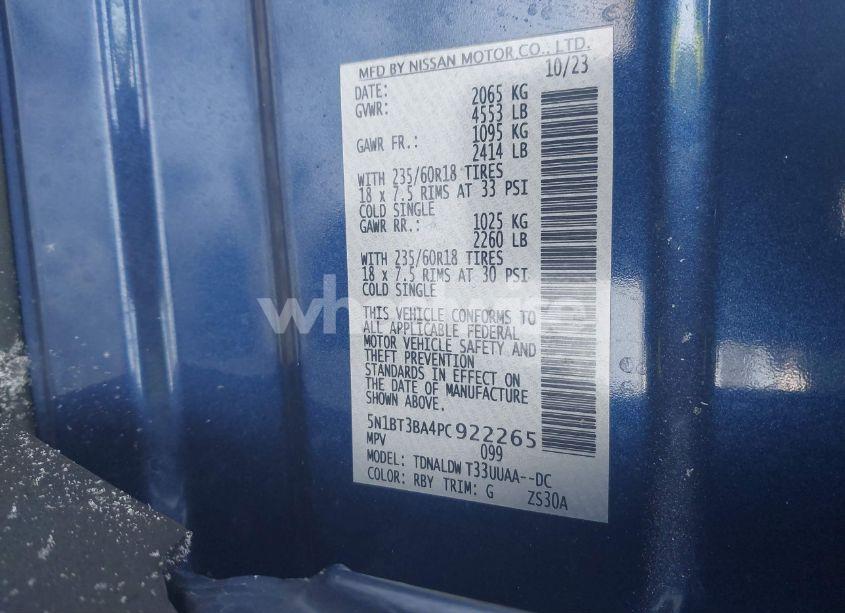 MFD BY NISSAN MOTOR CO., LTD.
DATE: 10/23
GVWR: 2065 KG
4553 LB
GAWR FR.: 1095 KG
2414 LB
WITH 235/60R18 TIRES
18 x 7.5 RIMS AT 33 PSI
COLD SINGLE
GAWR RR.: 1025 KG
2260 LB
WITH 235/60R18 TIRES
18 x 7.5 RIMS AT 30 PSI
COLD SINGLE
THIS VEHICLE CONFORMS TO
ALL APPLICABLE FEDERAL
MOTOR VEHICLE SAFETY AND
THEFT PREVENTION
STANDARDS IN EFFECT ON
THE DATE OF MANUFACTURE
SHOWN ABOVE.
5N1BT3BA4PC922265
MPV 099
MODEL: TDNALDW T33UUAA--DC
COLOR: RBY TRIM: G ZS30A